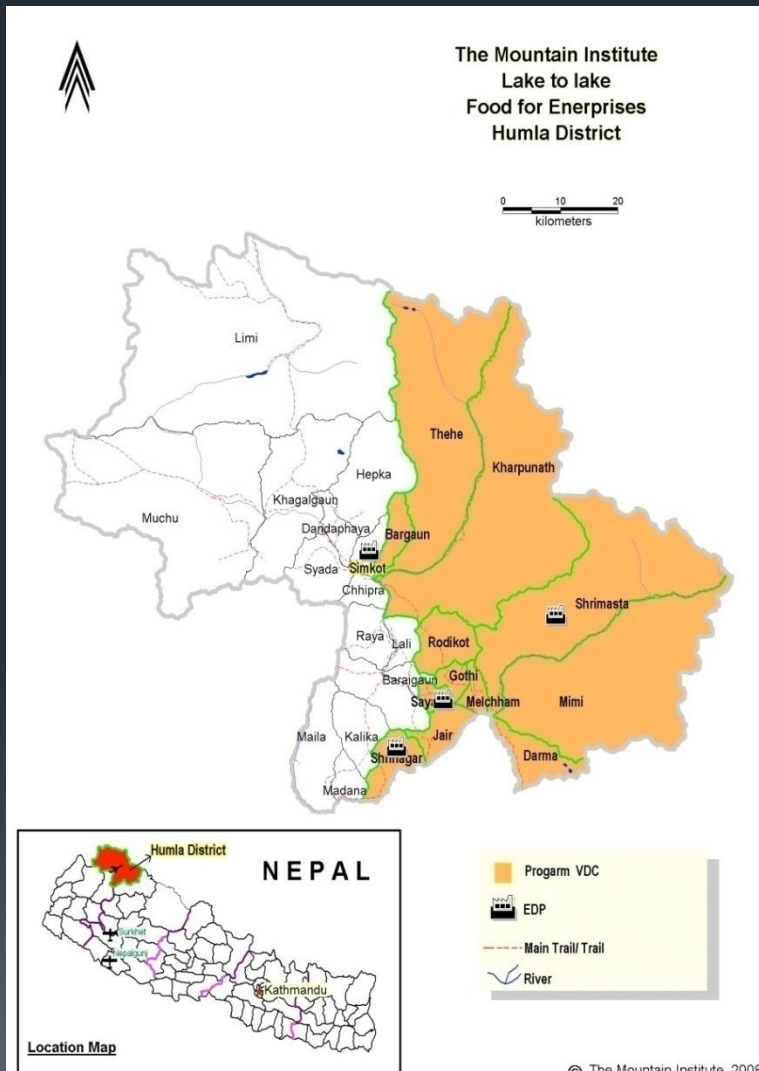 The Mountain Institute
Lake to lake
Food for Enerprises
Humla District
0 10 20
kilometers
Limi
Thehe
Kharpunath
Hepka
Khagalgaun
Muchu
Dandaphaya
Bargaun
Syada
Simkot
Chhipra
Shrimasta
Raya
Lali
Rodikot
Baraigaun
Gothi
Melchham
Mimi
Maila
Kalika
Jair
Shrinagar
Darma
Madana
Humla District
NEPAL
Surkhet
Nepalgunj
Kathmandu
Location Map
Progarm VDC
EDP
Main Trail/ Trail
River
© The Mountain Institute, 2008